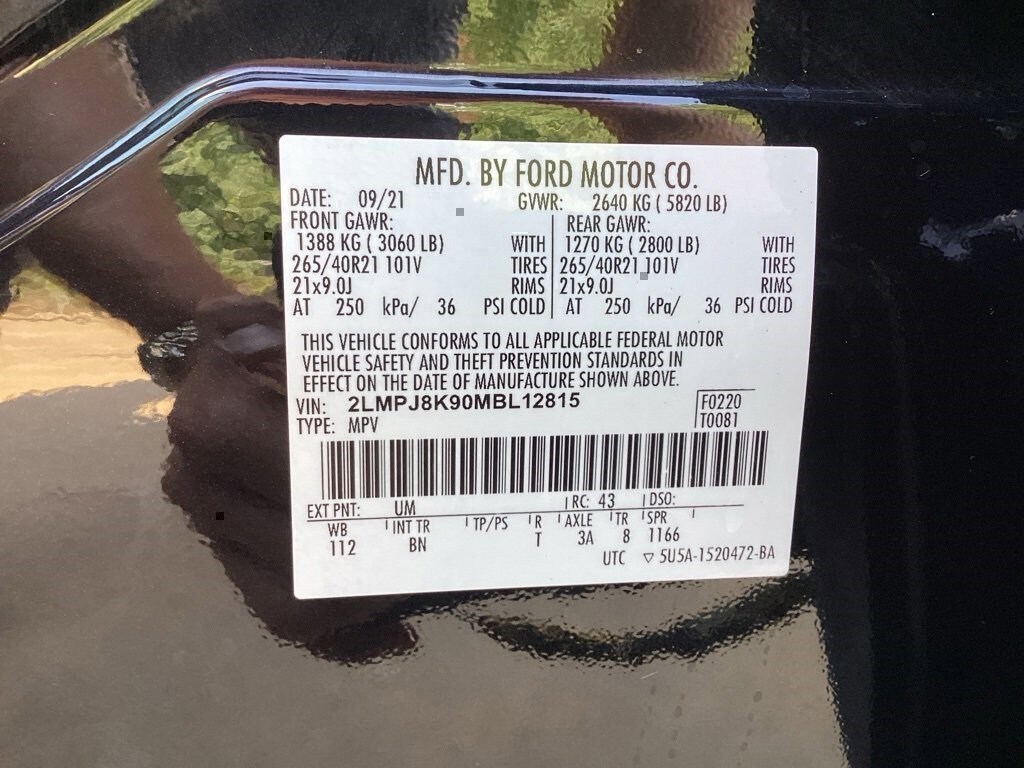 MFD. BY FORD MOTOR CO.
DATE: 09/21 GVWR: 2640 KG ( 5820 LB)
FRONT GAWR: REAR GAWR:
1388 KG ( 3060 LB) WITH 1270 KG ( 2800 LB) WITH
265/40R21 101V TIRES 265/40R21 101V TIRES
21x9.0J RIMS 21x9.0J RIMS
AT 250 kPa/ 36 PSI COLD AT 250 kPa/ 36 PSI COLD
THIS VEHICLE CONFORMS TO ALL APPLICABLE FEDERAL MOTOR
VEHICLE SAFETY AND THEFT PREVENTION STANDARDS IN
EFFECT ON THE DATE OF MANUFACTURE SHOWN ABOVE.
VIN: 2LMPJ8K90MBL12815 F0220
TYPE: MPV T0081
EXT PNT: UM RC: 43 DSO:
WB INT TR TP/PS R AXLE TR SPR
112 BN T 3A 8 1166
UTC ▽ 5U5A-1520472-BA